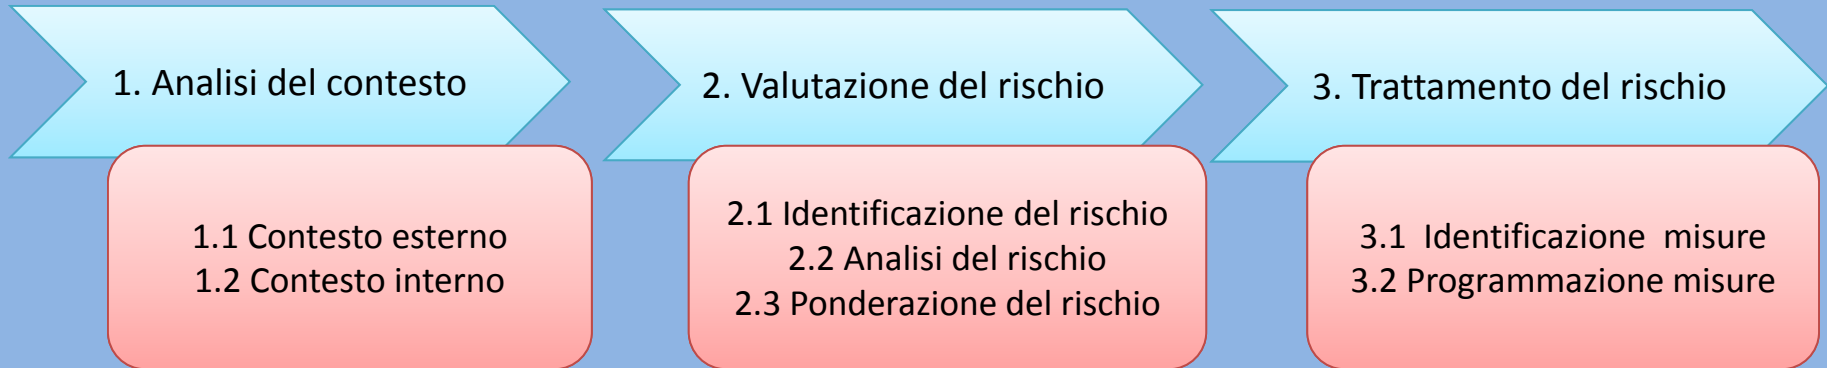 1. Analisi del contesto
1.1 Contesto esterno
1.2 Contesto interno
2. Valutazione del rischio
2.1 Identificazione del rischio
2.2 Analisi del rischio
2.3 Ponderazione del rischio
3. Trattamento del rischio
3.1 Identificazione misure
3.2 Programmazione misure